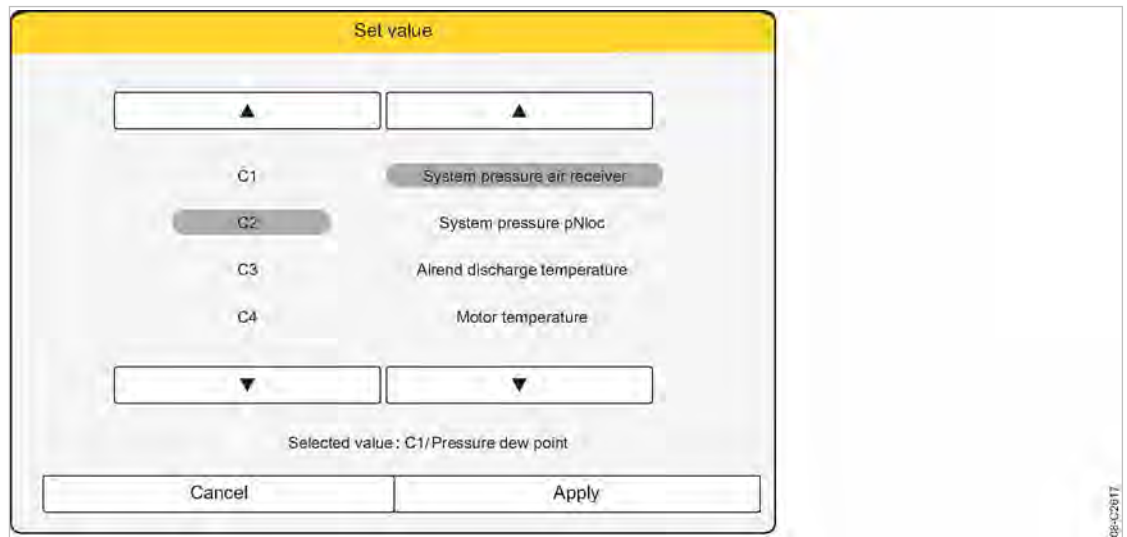 Set value
▲ ▲
C1 System pressure air receiver
C2 System pressure pNloc
C3 Airend discharge temperature
C4 Motor temperature
▼ ▼
Selected value: C1/Pressure dew point
Cancel Apply
08-C2617